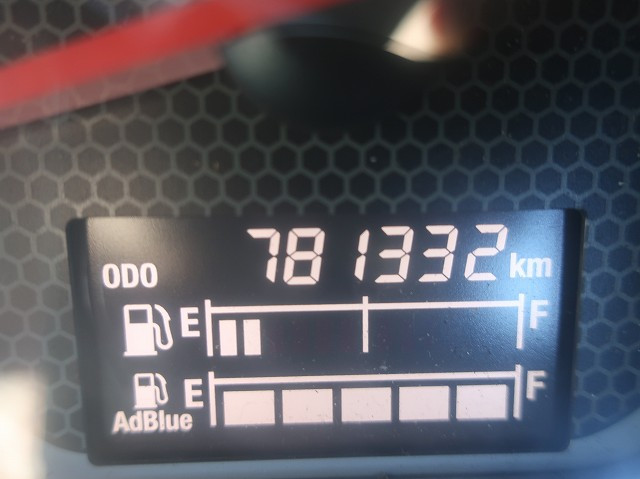 ODO 781332 km
E F
E F
AdBlue